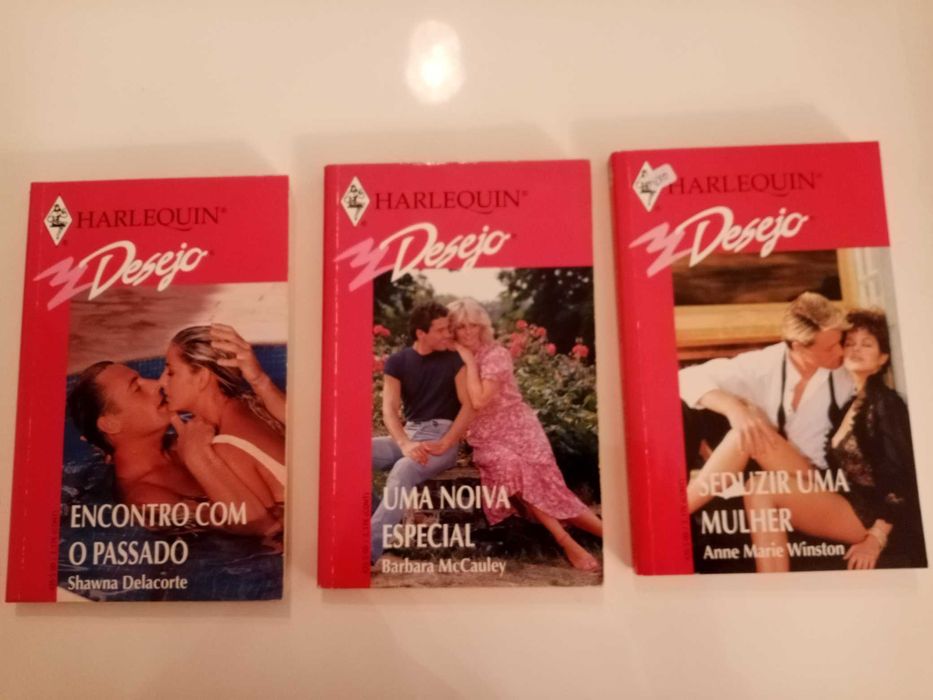 HARLEQUIN®
Desejo®
ENCONTRO COM
O PASSADO
Shawna Delacorte
HARLEQUIN®
Desejo
UMA NOIVA
ESPECIAL
Barbara McCauley
HARLEQUIN®
Desejo
SEDUZIR UMA
MULHER
Anne Marie Winston